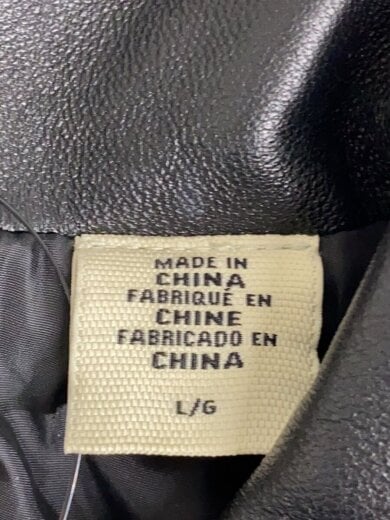 MADE IN
CHINA
FABRIQUÉ EN
CHINE
FABRICADO EN
CHINA
L/G